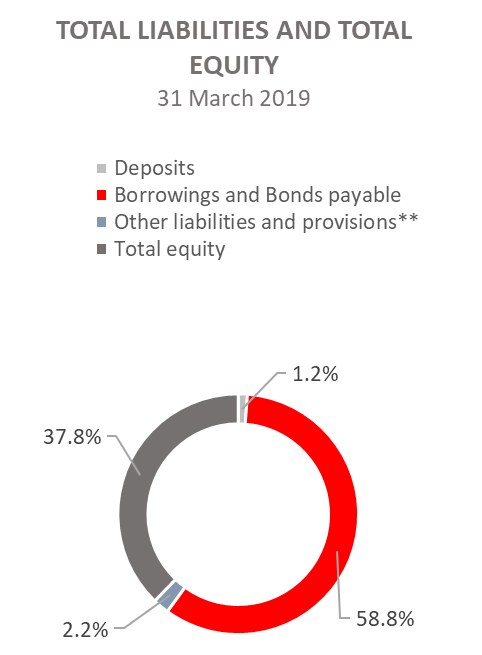 TOTAL LIABILITIES AND TOTAL
EQUITY
31 March 2019
Deposits
Borrowings and Bonds payable
Other liabilities and provisions**
Total equity
1.2%
37.8%
58.8%
2.2%